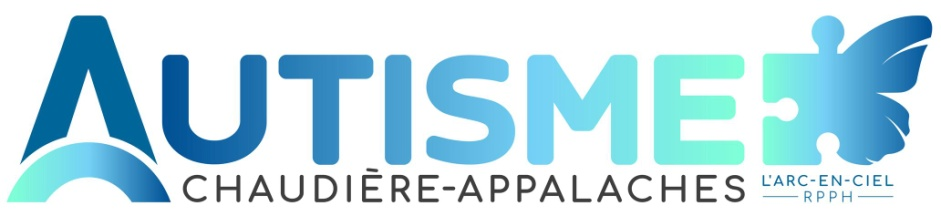 AUTISME
CHAUDIÈRE-APPALACHES
L'ARC-EN-CIEL
RPPH